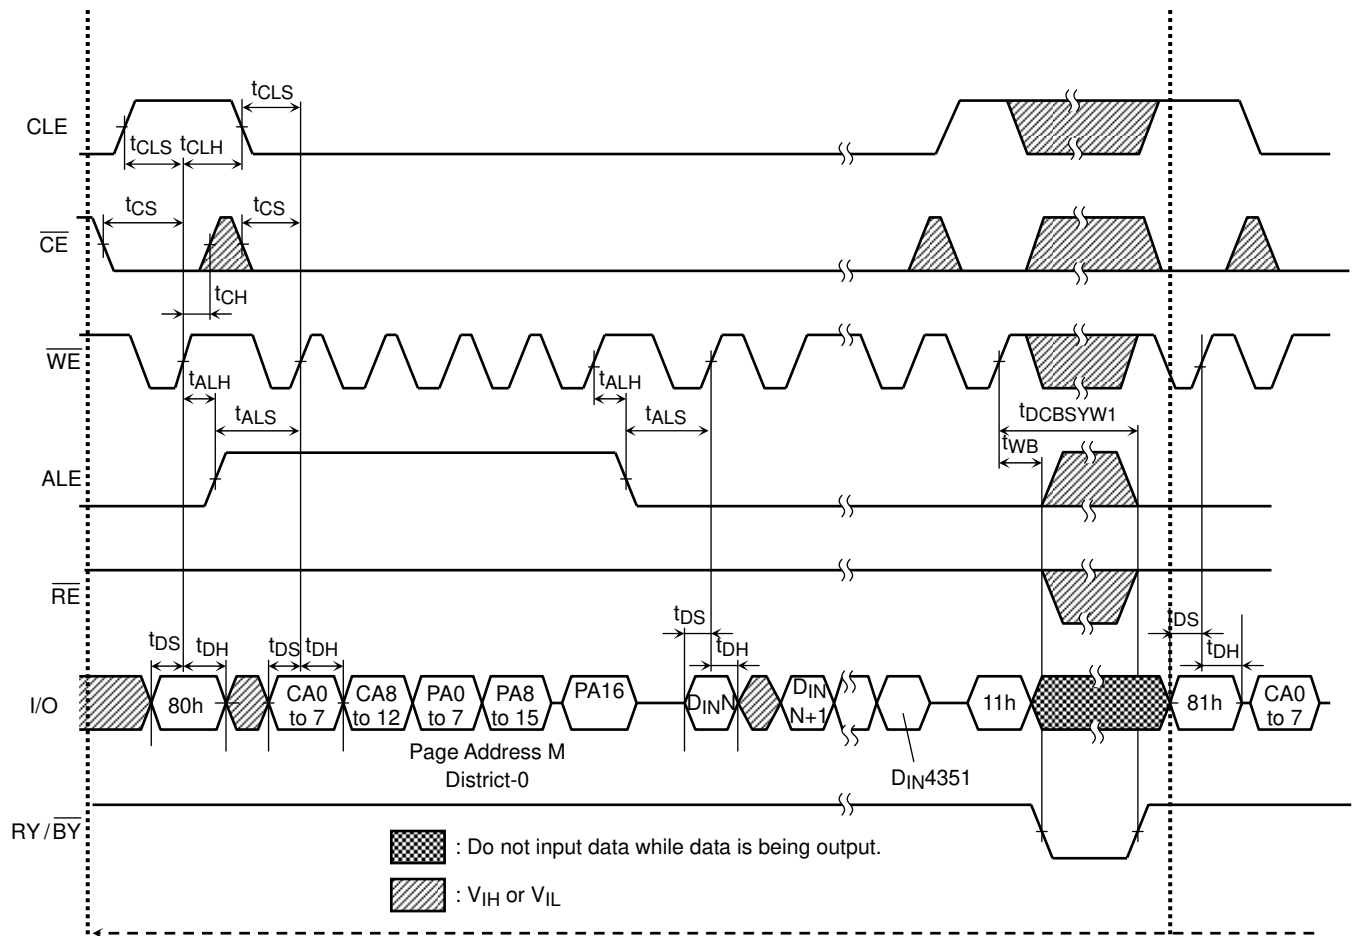 tCLS
CLE
tCLS tCLH
tCS tCS
CE
tCH
WE
tALH tALH
tDCBSYW1
tALS tALS
tWB
ALE
RE
tDS tDS
tDS tDH tDS tDH tDH tDH
I/O 80h CA0 to 7 CA8 to 12 PA0 to 7 PA8 to 15 PA16 DINN DIN N+1 11h 81h CA0 to 7
Page Address M
District-0
DIN4351
RY/BY
: Do not input data while data is being output.
: VIH or VIL